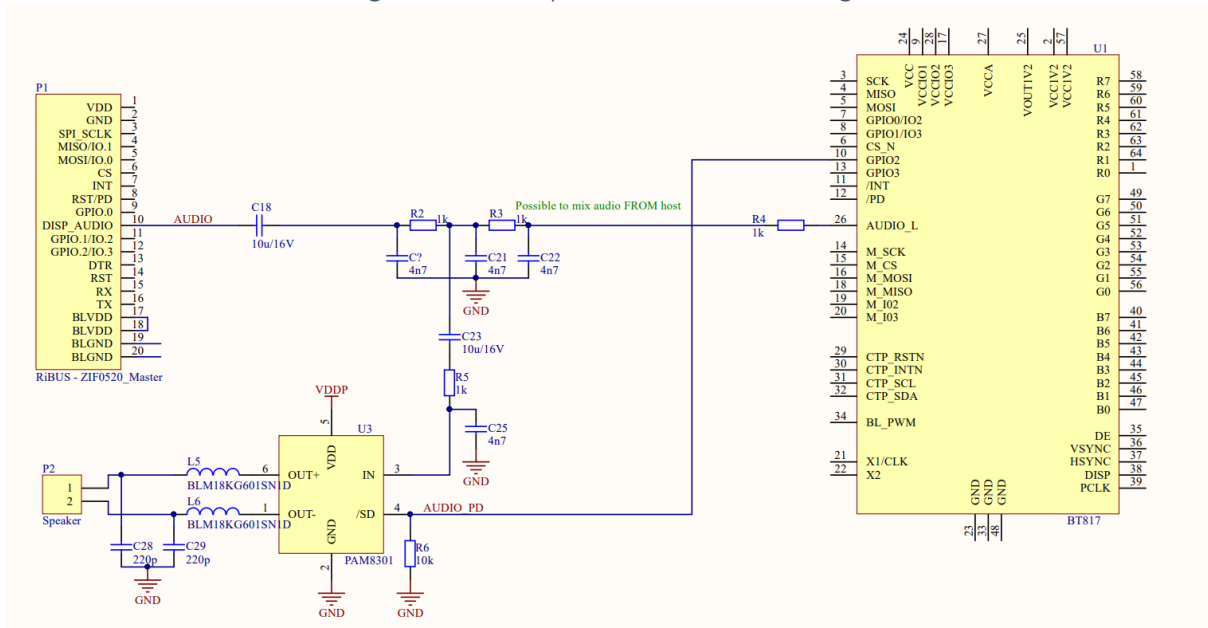 P1
VDD 1
GND 2
SPI_SCLK 3
MISO/IO.1 4
MOSI/IO.0 5
CS 6
INT 7
RST/PD 8
GPIO.0 9
DISP_AUDIO 10
GPIO.1/IO.2 11
GPIO.2/IO.3 12
DTR 13
RST 14
RX 15
TX 16
BLVDD 17
BLVDD 18
BLGND 19
BLGND 20
RiBUS - ZIF0520_Master
AUDIO
C18
10u/16V
R2
1k
R3
1k
Possible to mix audio FROM host
R4
1k
C?
4n7
C21
4n7
C22
4n7
GND
C23
10u/16V
R5
1k
C25
4n7
GND
VDDP
5
U3
VDD
6 OUT+
IN 3
1 OUT-
/SD 4
GND
2
PAM8301
AUDIO_PD
R6
10k
GND
GND
L5
BLM18KG601SN1D
L6
BLM18KG601SN1D
P2
1
2
Speaker
C28
220p
C29
220p
GND
U1
24 VCC
9 VCCIO1
28 VCCIO2
17 VCCIO3
27 VCCA
25 VOUT1V2
2 VCC1V2
57 VCC1V2
3 SCK
4 MISO
5 MOSI
7 GPIO0/IO2
8 GPIO1/IO3
6 CS_N
10 GPIO2
13 GPIO3
11 /INT
12 /PD
26 AUDIO_L
14 M_SCK
15 M_CS
16 M_MOSI
18 M_MISO
19 M_I02
20 M_I03
29 CTP_RSTN
30 CTP_INTN
31 CTP_SCL
32 CTP_SDA
34 BL_PWM
21 X1/CLK
22 X2
R7 58
R6 59
R5 60
R4 61
R3 62
R2 63
R1 64
R0 1
G7 49
G6 50
G5 51
G4 52
G3 53
G2 54
G1 55
G0 56
B7 40
B6 41
B5 42
B4 43
B3 44
B2 45
B1 46
B0 47
DE 35
VSYNC 36
HSYNC 37
DISP 38
PCLK 39
GND 23
GND 33
GND 48
BT817